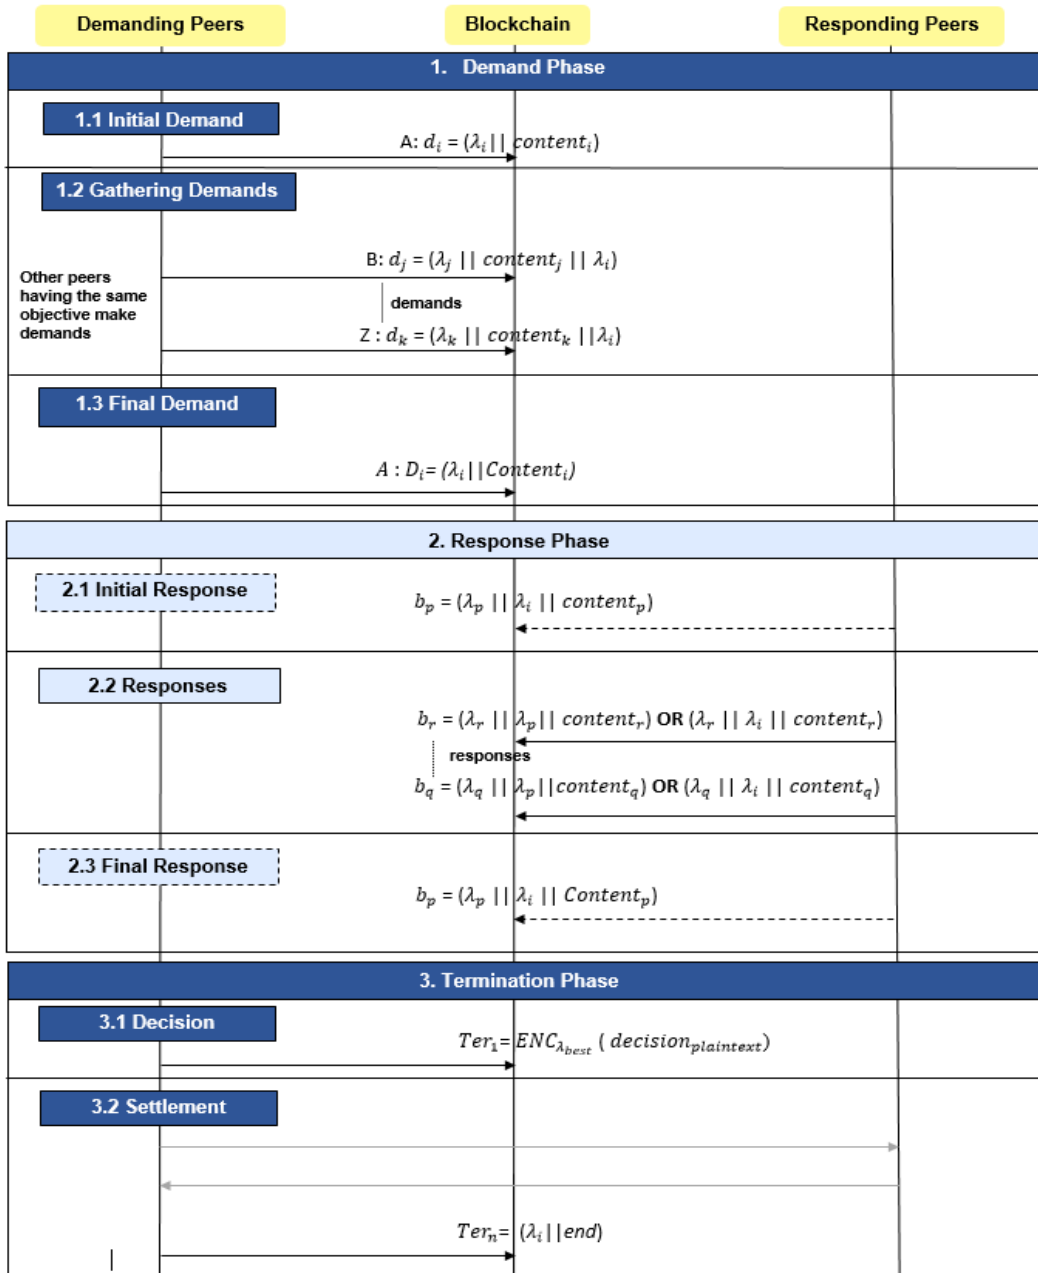 Demanding Peers
Blockchain
Responding Peers
1. Demand Phase
1.1 Initial Demand
A: dᵢ = (λᵢ|| contentᵢ)
1.2 Gathering Demands
B: dⱼ = (λⱼ || contentⱼ || λᵢ)
Other peers
having the same
objective make
demands
demands
Z : dₖ = (λₖ || contentₖ ||λᵢ)
1.3 Final Demand
A : Dᵢ= (λᵢ||Contentᵢ)
2. Response Phase
2.1 Initial Response
bₚ = (λₚ || λᵢ || contentₚ)
2.2 Responses
bᵣ = (λᵣ || λₚ|| contentᵣ) OR (λᵣ || λᵢ || contentᵣ)
responses
b_q = (λ_q || λₚ||content_q) OR (λ_q || λᵢ || content_q)
2.3 Final Response
bₚ = (λₚ || λᵢ || Contentₚ)
3. Termination Phase
3.1 Decision
Ter₁= ENC_λ_best ( decision_plaintext)
3.2 Settlement
Terₙ= (λᵢ||end)